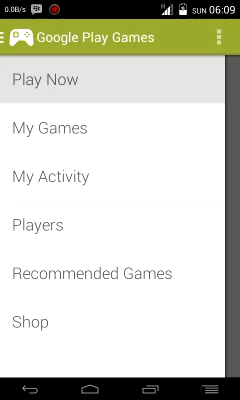 0.0B/s SUN 06:09
Google Play Games
Play Now
My Games
My Activity
Players
Recommended Games
Shop